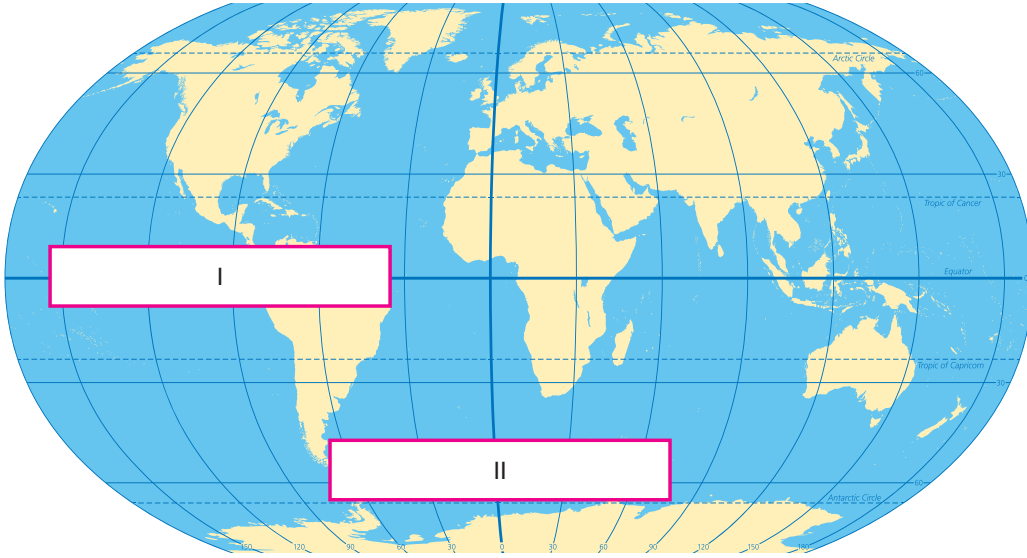 Arctic Circle
60
30
Tropic of Cancer
I
Equator
0
Tropic of Capricorn
30
II
60
Antarctic Circle
150 120 90 60 30 0 30 60 90 120 150 180